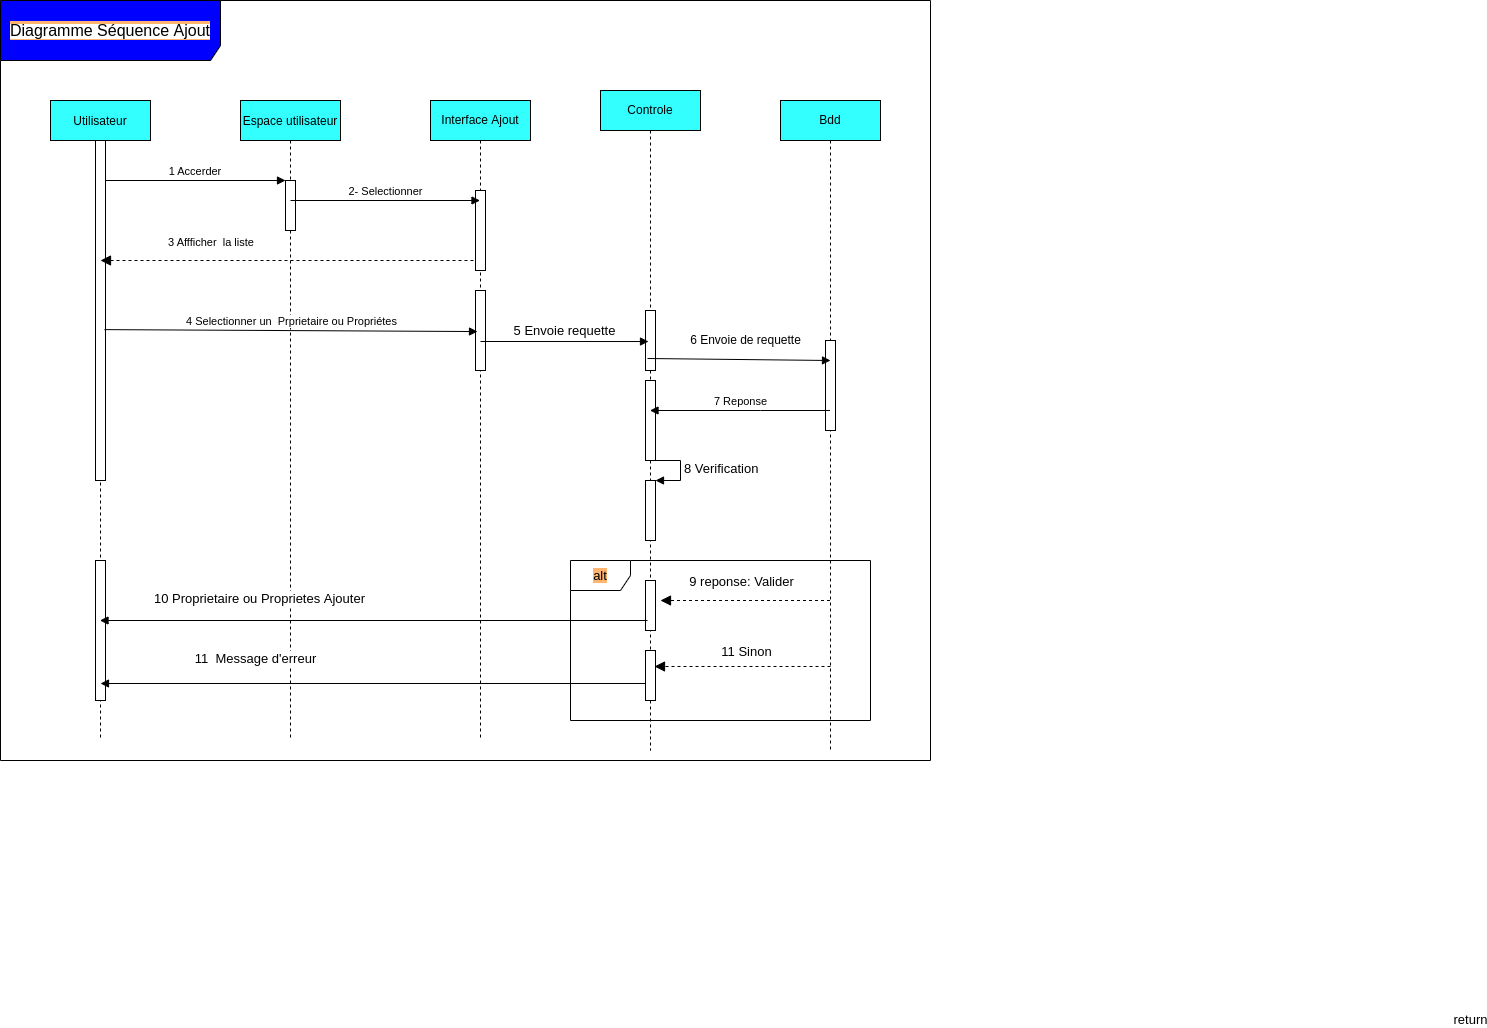 Diagramme Séquence Ajout
Utilisateur
Espace utilisateur
Interface Ajout
Controle
Bdd
1 Accerder
2- Selectionner
3 Affficher  la liste
4 Selectionner un  Prprietaire ou Propriétes
5 Envoie requette
6 Envoie de requette
7 Reponse
8 Verification
alt
9 reponse: Valider
10 Proprietaire ou Proprietes Ajouter
11 Sinon
11  Message d'erreur
return